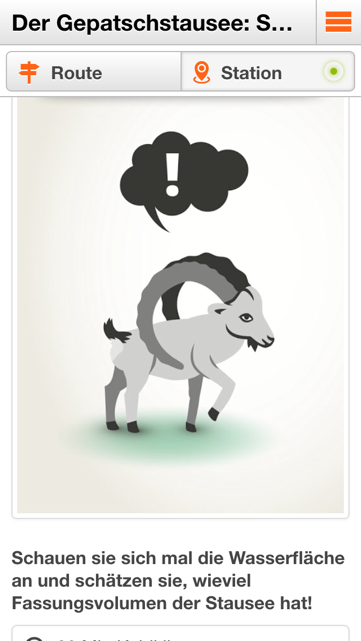 Der Gepatschstausee: S...
Route
Station
!
Schauen sie sich mal die Wasserfläche
an und schätzen sie, wieviel
Fassungsvolumen der Stausee hat!